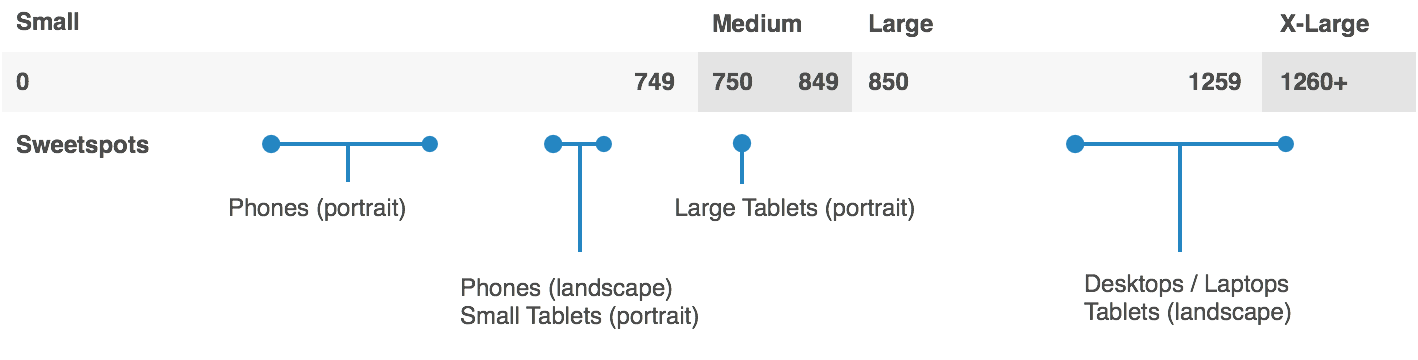 Small Medium Large X-Large
0 749 750 849 850 1259 1260+
Sweetspots
Phones (portrait)
Large Tablets (portrait)
Phones (landscape)
Small Tablets (portrait)
Desktops / Laptops
Tablets (landscape)